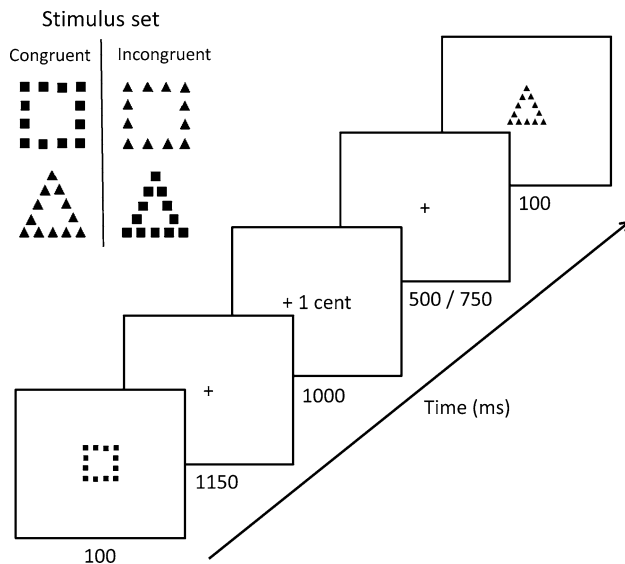 Stimulus set
Congruent
Incongruent
100
+
500 / 750
+ 1 cent
1000
+
1150
100
Time (ms)